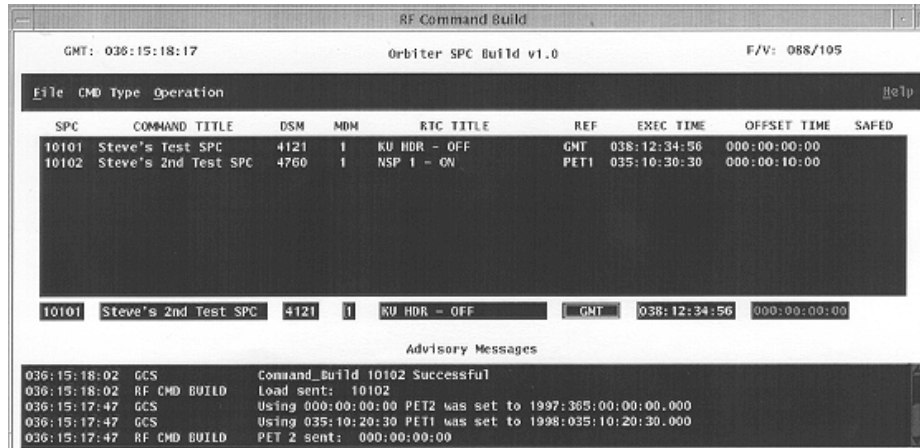 RF Command Build
GMT: 036:15:18:17 Orbiter SPC Build v1.0 F/V: 088/105
File CMD Type Operation Help
SPC COMMAND TITLE DSM MDM RTC TITLE REF EXEC TIME OFFSET TIME SAFED
10101 Steve's Test SPC 4121 1 KU HDR - OFF GMT 038:12:34:56 000:00:00:00
10102 Steve's 2nd Test SPC 4760 1 NSP 1 - ON PET1 035:10:30:30 000:00:10:00
10101 Steve's 2nd Test SPC 4121 1 KU HDR - OFF GMT 038:12:34:56 000:00:00:00
Advisory Messages
036:15:18:02 GCS Command_Build 10102 Successful
036:15:18:02 RF CMD BUILD Load sent: 10102
036:15:17:47 GCS Using 000:00:00:00 PET2 was set to 1997:365:00:00:00.000
036:15:17:47 GCS Using 035:10:20:30 PET1 was set to 1998:035:10:20:30.000
036:15:17:47 RF CMD BUILD PET 2 sent: 000:00:00:00